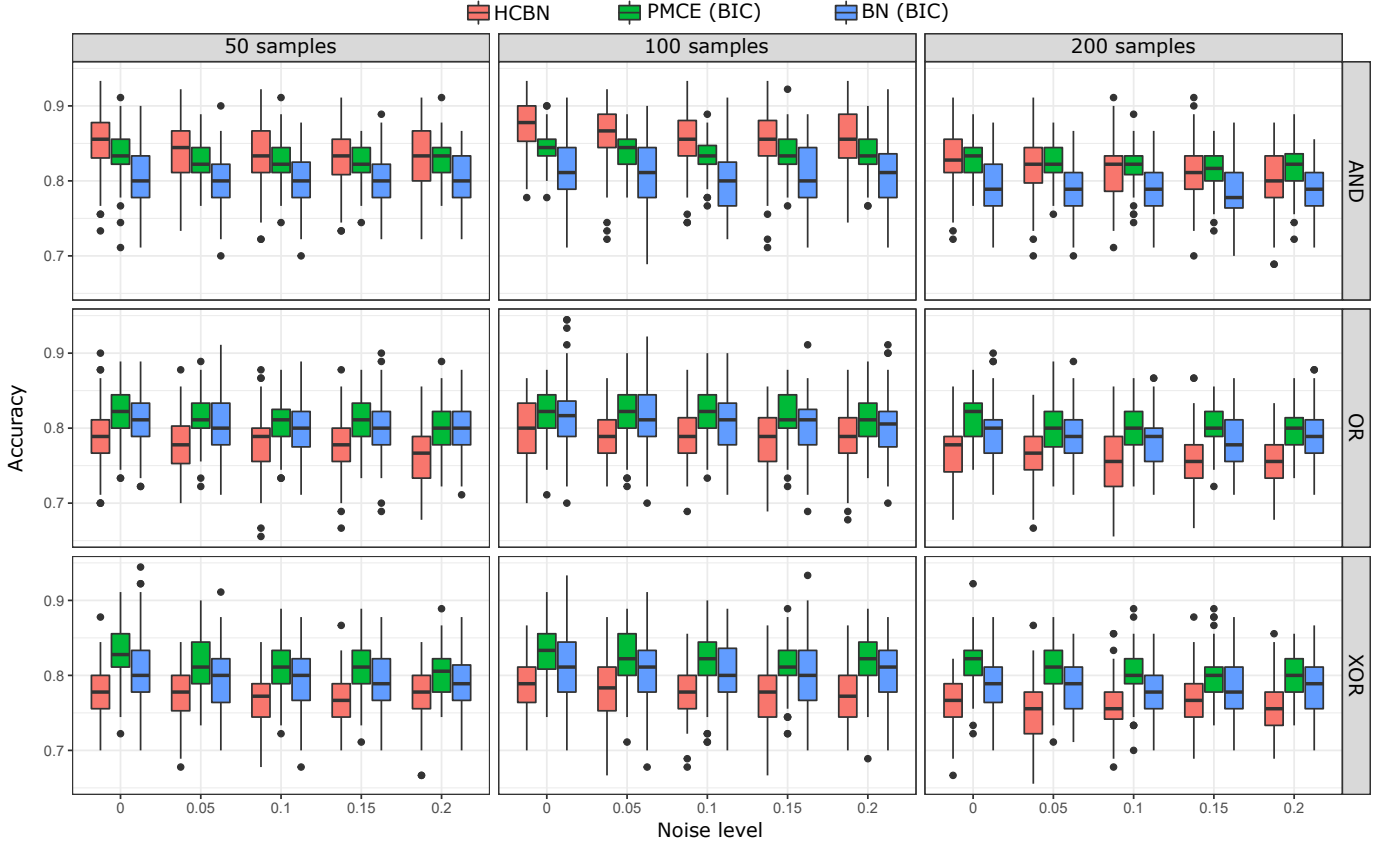 HCBN PMCE (BIC) BN (BIC)
50 samples 100 samples 200 samples
0.9
0.8
0.7
AND
0.9
0.8
0.7
OR
0.9
0.8
0.7
XOR
Accuracy
0 0.05 0.1 0.15 0.2 0 0.05 0.1 0.15 0.2 0 0.05 0.1 0.15 0.2
Noise level